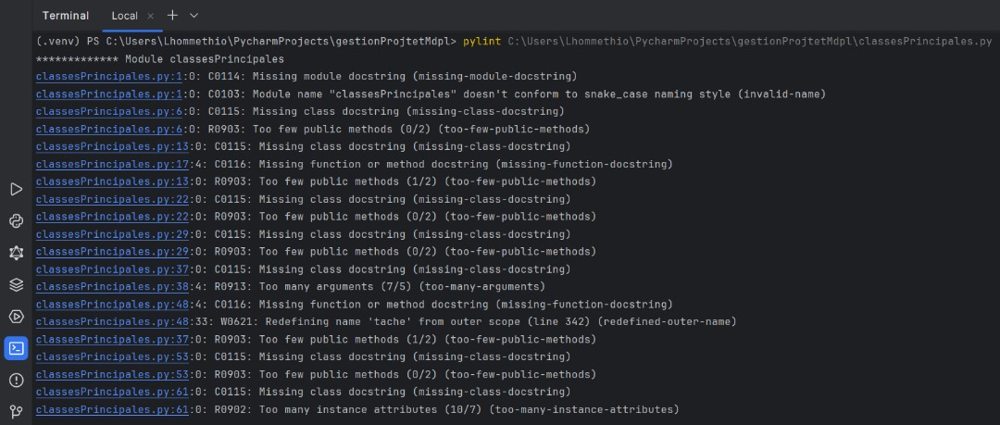 Terminal Local
(.venv) PS C:\Users\Lhommethio\PycharmProjects\gestionProjtetMdpl> pylint C:\Users\Lhommethio\PycharmProjects\gestionProjtetMdpl\classesPrincipales.py
************* Module classesPrincipales
classesPrincipales.py:1:0: C0114: Missing module docstring (missing-module-docstring)
classesPrincipales.py:1:0: C0103: Module name "classesPrincipales" doesn't conform to snake_case naming style (invalid-name)
classesPrincipales.py:6:0: C0115: Missing class docstring (missing-class-docstring)
classesPrincipales.py:6:0: R0903: Too few public methods (0/2) (too-few-public-methods)
classesPrincipales.py:13:0: C0115: Missing class docstring (missing-class-docstring)
classesPrincipales.py:17:4: C0116: Missing function or method docstring (missing-function-docstring)
classesPrincipales.py:13:0: R0903: Too few public methods (1/2) (too-few-public-methods)
classesPrincipales.py:22:0: C0115: Missing class docstring (missing-class-docstring)
classesPrincipales.py:22:0: R0903: Too few public methods (0/2) (too-few-public-methods)
classesPrincipales.py:29:0: C0115: Missing class docstring (missing-class-docstring)
classesPrincipales.py:29:0: R0903: Too few public methods (0/2) (too-few-public-methods)
classesPrincipales.py:37:0: C0115: Missing class docstring (missing-class-docstring)
classesPrincipales.py:38:4: R0913: Too many arguments (7/5) (too-many-arguments)
classesPrincipales.py:48:4: C0116: Missing function or method docstring (missing-function-docstring)
classesPrincipales.py:48:33: W0621: Redefining name 'tache' from outer scope (line 342) (redefined-outer-name)
classesPrincipales.py:37:0: R0903: Too few public methods (1/2) (too-few-public-methods)
classesPrincipales.py:53:0: C0115: Missing class docstring (missing-class-docstring)
classesPrincipales.py:53:0: R0903: Too few public methods (0/2) (too-few-public-methods)
classesPrincipales.py:61:0: C0115: Missing class docstring (missing-class-docstring)
classesPrincipales.py:61:0: R0902: Too many instance attributes (10/7) (too-many-instance-attributes)